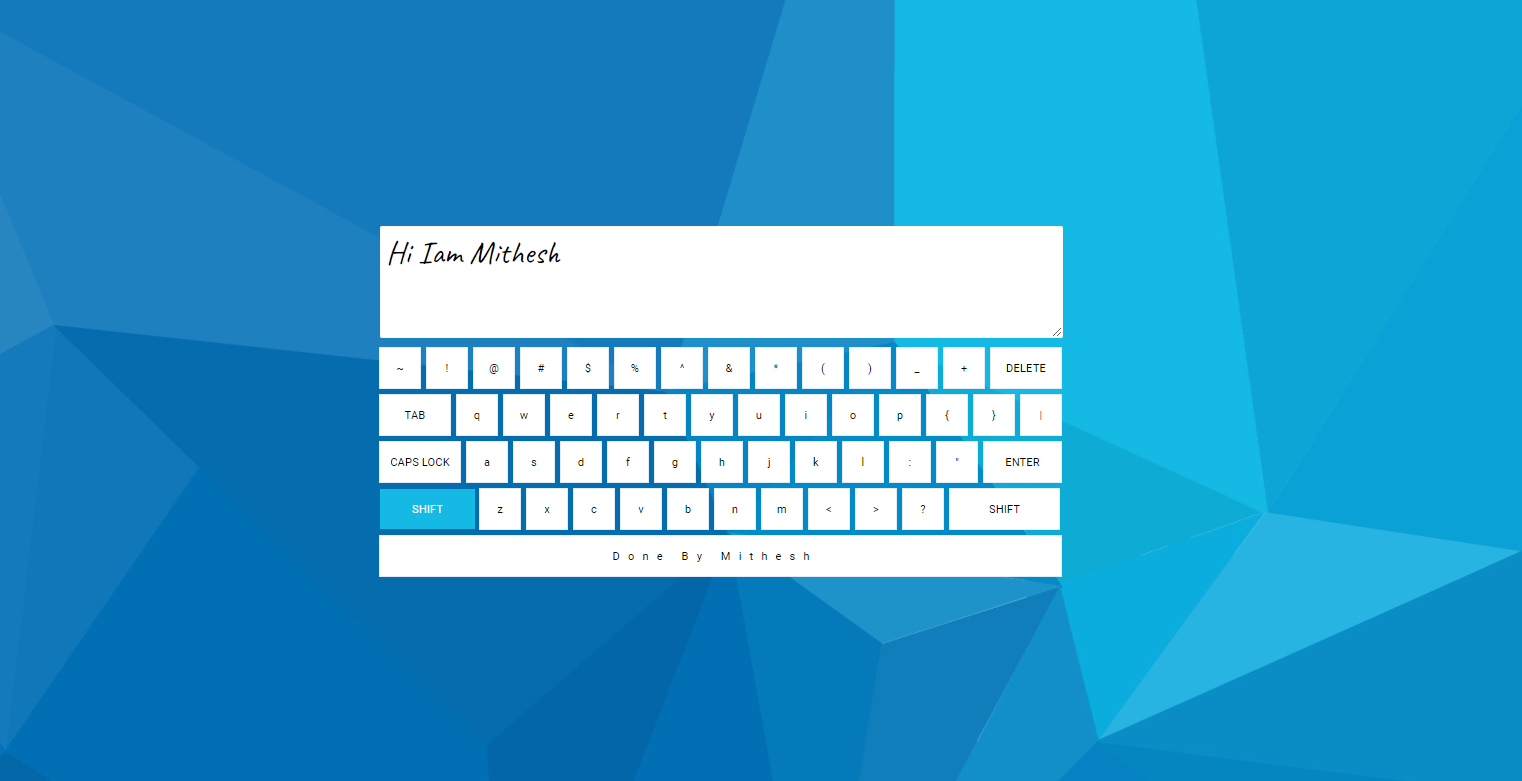 Hi Iam Mithesh
~ ! @ # $ % ^ & * ( ) _ + DELETE
TAB q w e r t y u i o p { } |
CAPS LOCK a s d f g h j k l : " ENTER
SHIFT z x c v b n m < > ? SHIFT
Done By Mithesh